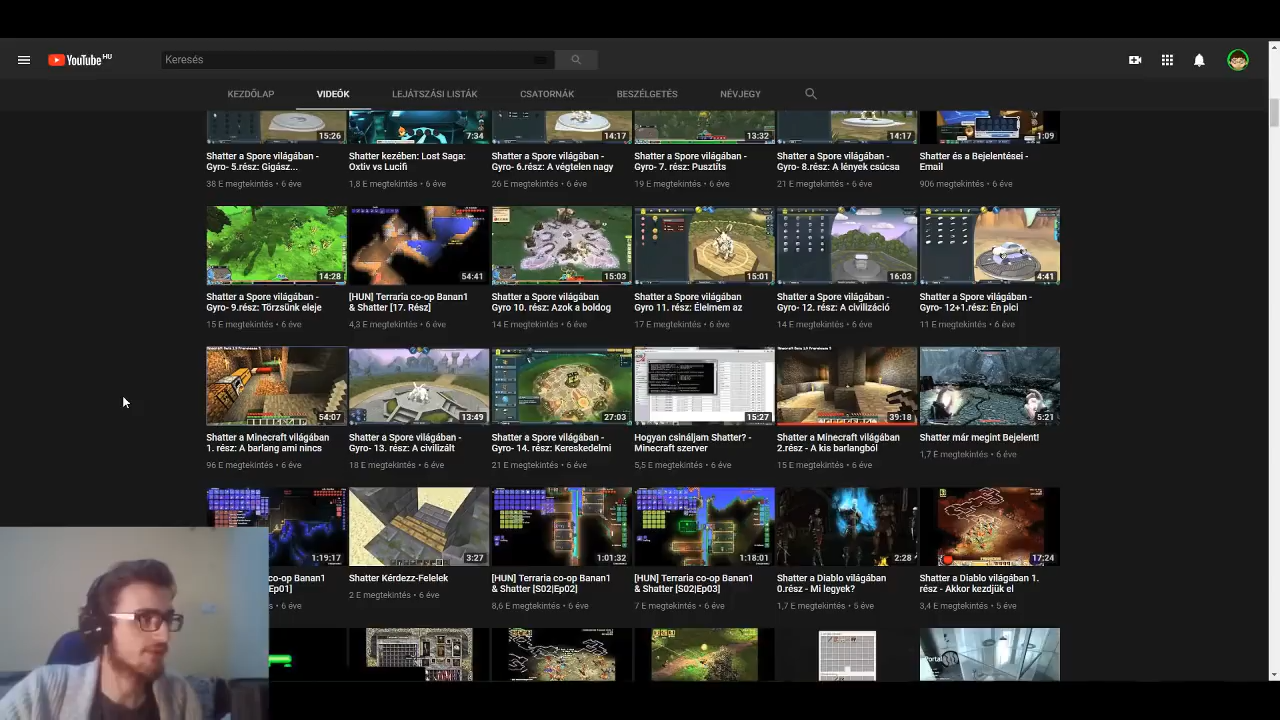 YouTube HU
Keresés
KEZDŐLAP VIDEÓK LEJÁTSZÁSI LISTÁK CSATORNÁK BESZÉLGETÉS NÉVJEGY
15:26 7:34 14:17 13:32 14:17 1:09
Shatter a Spore világában -
Gyro- 5.rész: Gigász...
38 E megtekintés • 6 éve
Shatter kezében: Lost Saga:
Oxtiv vs Lucifi
1,8 E megtekintés • 6 éve
Shatter a Spore világában -
Gyro- 6.rész: A végtelen nagy
26 E megtekintés • 6 éve
Shatter a Spore világában -
Gyro- 7. rész: Pusztíts
19 E megtekintés • 6 éve
Shatter a Spore világában -
Gyro- 8.rész: A lények csúcsa
21 E megtekintés • 6 éve
Shatter és a Bejelentései -
Email
906 megtekintés • 6 éve
14:28 54:41 15:03 15:01 16:03 4:41
Shatter a Spore világában -
Gyro- 9.rész: Törzsünk eleje
15 E megtekintés • 6 éve
[HUN] Terraria co-op Banan1
& Shatter [17. Rész]
4,3 E megtekintés • 6 éve
Shatter a Spore világában
Gyro 10. rész: Azok a boldog
14 E megtekintés • 6 éve
Shatter a Spore világában
Gyro 11. rész: Élelmem az
17 E megtekintés • 6 éve
Shatter a Spore világában -
Gyro- 12. rész: A civilizáció
14 E megtekintés • 6 éve
Shatter a Spore világában -
Gyro- 12+1.rész: Én pici
11 E megtekintés • 6 éve
54:07 13:49 27:03 15:27 39:18 5:21
Shatter a Minecraft világában
1. rész: A barlang ami nincs
96 E megtekintés • 6 éve
Shatter a Spore világában -
Gyro- 13. rész: A civilizált
18 E megtekintés • 6 éve
Shatter a Spore világában -
Gyro- 14. rész: Kereskedelmi
21 E megtekintés • 6 éve
Hogyan csináljam Shatter? -
Minecraft szerver
5,5 E megtekintés • 6 éve
Shatter a Minecraft világában
2.rész - A kis barlangból
15 E megtekintés • 6 éve
Shatter már megint Bejelent!
1,7 E megtekintés • 6 éve
1:19:17 3:27 1:01:32 1:18:01 2:28 17:24
co-op Banan1
Ep01]
Shatter Kérdezz-Felelek
2 E megtekintés • 6 éve
[HUN] Terraria co-op Banan1
& Shatter [S02|Ep02]
8,6 E megtekintés • 6 éve
[HUN] Terraria co-op Banan1
& Shatter [S02|Ep03]
7 E megtekintés • 6 éve
Shatter a Diablo világában
0.rész - Mi legyek?
1,7 E megtekintés • 5 éve
Shatter a Diablo világában 1.
rész - Akkor kezdjük el
3,4 E megtekintés • 5 éve
Portal